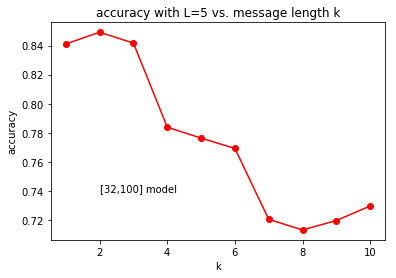 accuracy with L=5 vs. message length k
0.84
0.82
0.80
0.78
0.76
0.74
0.72
accuracy
[32,100] model
2 4 6 8 10
k